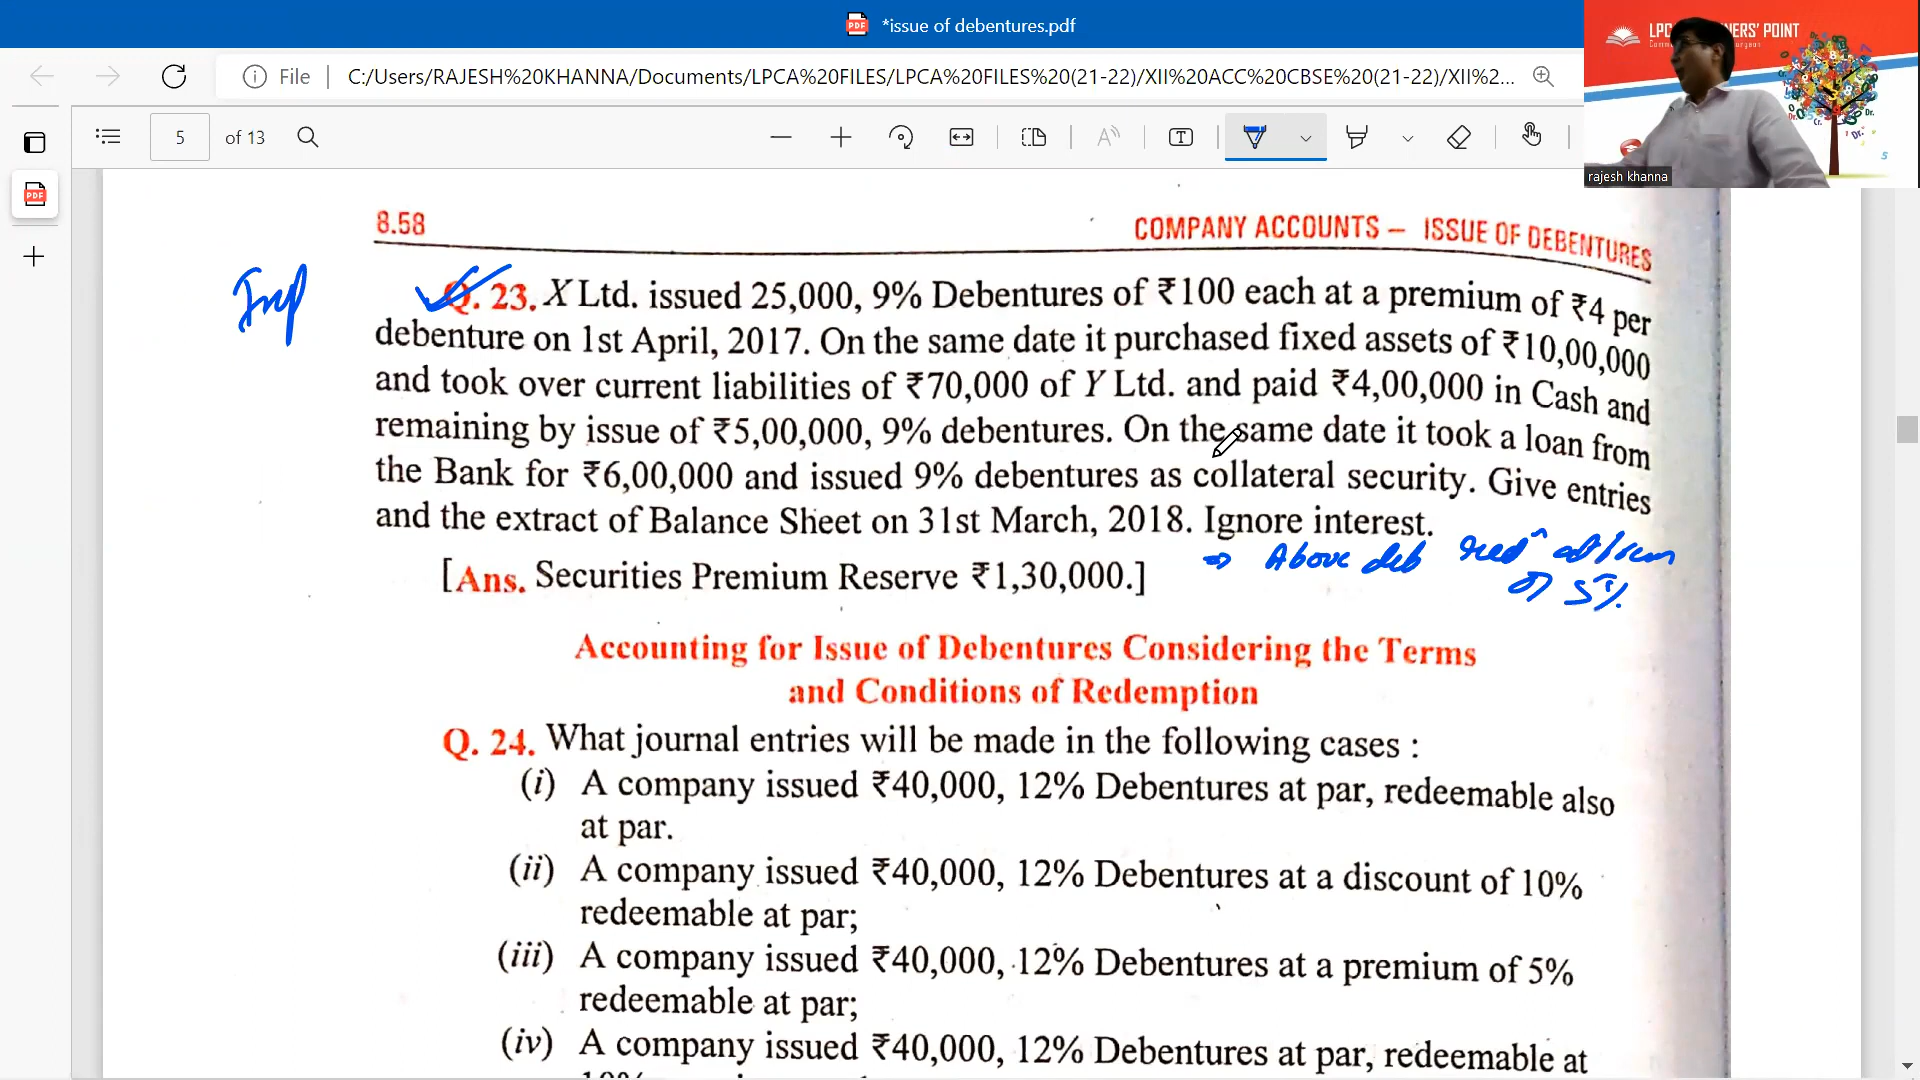 *issue of debentures.pdf
File
C:/Users/RAJESH%20KHANNA/Documents/LPCA%20FILES/LPCA%20FILES%20(21-22)/XII%20ACC%20CBSE%20(21-22)/XII%2...
5 of 13
rajesh khanna
8.58
COMPANY ACCOUNTS – ISSUE OF DEBENTURES
Imp
Q. 23. X Ltd. issued 25,000, 9% Debentures of ₹100 each at a premium of ₹4 per
debenture on 1st April, 2017. On the same date it purchased fixed assets of ₹10,00,000
and took over current liabilities of ₹70,000 of Y Ltd. and paid ₹4,00,000 in Cash and
remaining by issue of ₹5,00,000, 9% debentures. On the same date it took a loan from
the Bank for ₹6,00,000 and issued 9% debentures as collateral security. Give entries
and the extract of Balance Sheet on 31st March, 2018. Ignore interest.
⇒ Above deb
of 5%
[Ans. Securities Premium Reserve ₹1,30,000.]
Accounting for Issue of Debentures Considering the Terms
and Conditions of Redemption
Q. 24. What journal entries will be made in the following cases :
(i) A company issued ₹40,000, 12% Debentures at par, redeemable also
at par.
(ii) A company issued ₹40,000, 12% Debentures at a discount of 10%
redeemable at par;
(iii) A company issued ₹40,000, 12% Debentures at a premium of 5%
redeemable at par;
(iv) A company issued ₹40,000, 12% Debentures at par, redeemable at